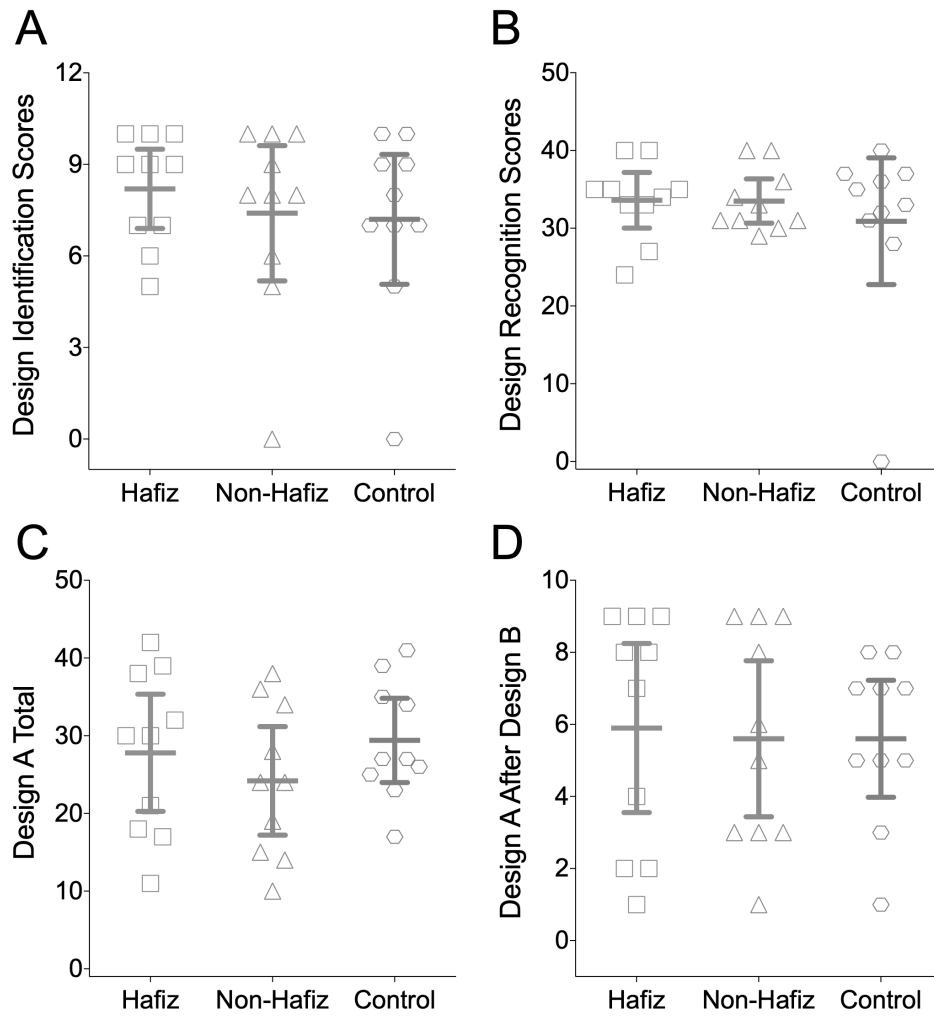 A
Design Identification Scores
12
9
6
3
0
Hafiz Non-Hafiz Control
B
Design Recognition Scores
50
40
30
20
10
0
Hafiz Non-Hafiz Control
C
Design A Total
50
40
30
20
10
0
Hafiz Non-Hafiz Control
D
Design A After Design B
10
8
6
4
2
0
Hafiz Non-Hafiz Control